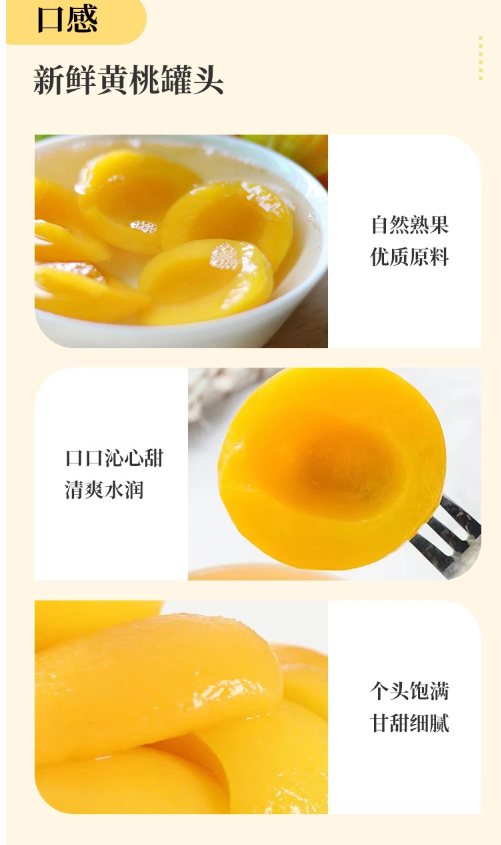 口感
新鲜黄桃罐头
自然熟果
优质原料
口口沁心甜
清爽水润
个头饱满
甘甜细腻